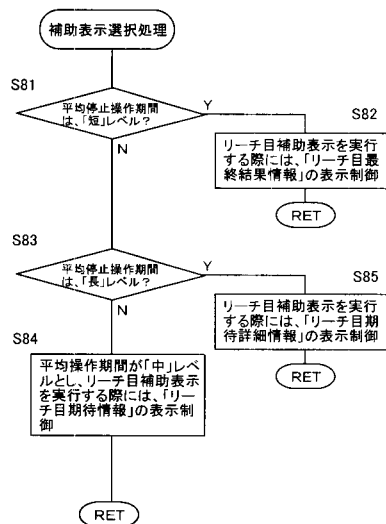 補助表示選択処理
S81
平均停止操作期間
は、「短」レベル？
Y
N
S82
リーチ目補助表示を実行
する際には、「リーチ目最
終結果情報」の表示制御
RET
S83
平均停止操作期間
は、「長」レベル？
Y
N
S85
リーチ目補助表示を実行
する際には、「リーチ目期
待詳細情報」の表示制御
RET
S84
平均操作期間が「中」レベ
ルとし、リーチ目補助表示
を実行する際には、「リー
チ目期待情報」の表示制
御
RET